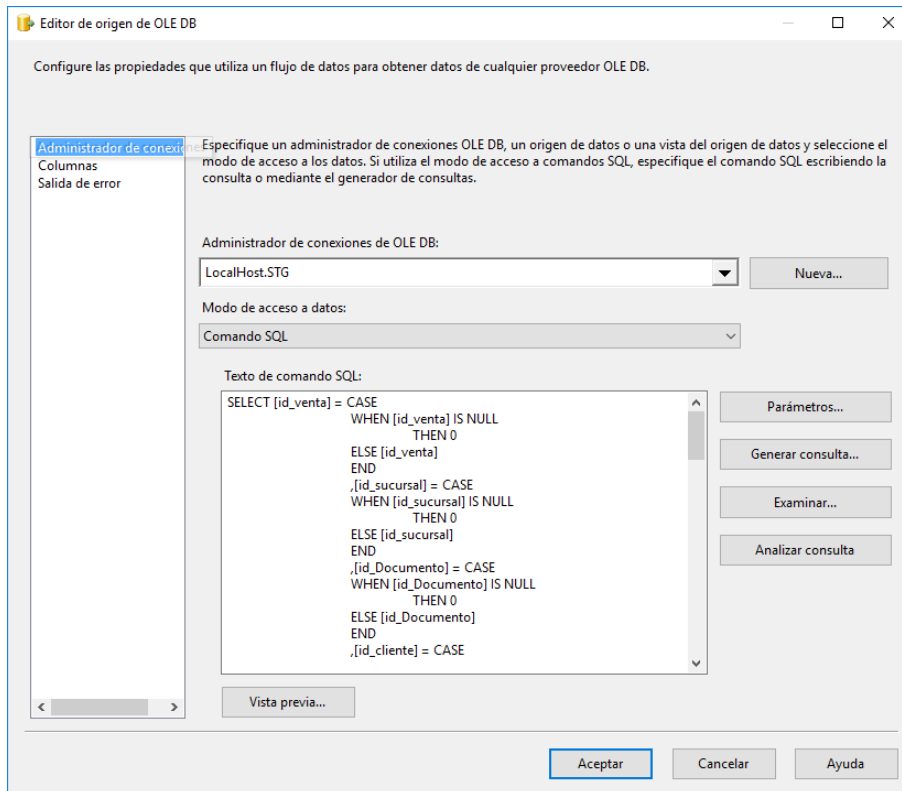 Editor de origen de OLE DB
Configure las propiedades que utiliza un flujo de datos para obtener datos de cualquier proveedor OLE DB.
Administrador de conexiones
Columnas
Salida de error
Especifique un administrador de conexiones OLE DB, un origen de datos o una vista del origen de datos y seleccione el
modo de acceso a los datos. Si utiliza el modo de acceso a comandos SQL, especifique el comando SQL escribiendo la
consulta o mediante el generador de consultas.
Administrador de conexiones de OLE DB:
LocalHost.STG
Nueva...
Modo de acceso a datos:
Comando SQL
Texto de comando SQL:
SELECT [id_venta] = CASE
WHEN [id_venta] IS NULL
THEN 0
ELSE [id_venta]
END
,[id_sucursal] = CASE
WHEN [id_sucursal] IS NULL
THEN 0
ELSE [id_sucursal]
END
,[id_Documento] = CASE
WHEN [id_Documento] IS NULL
THEN 0
ELSE [id_Documento]
END
,[id_cliente] = CASE
Parámetros...
Generar consulta...
Examinar...
Analizar consulta
Vista previa...
Aceptar
Cancelar
Ayuda